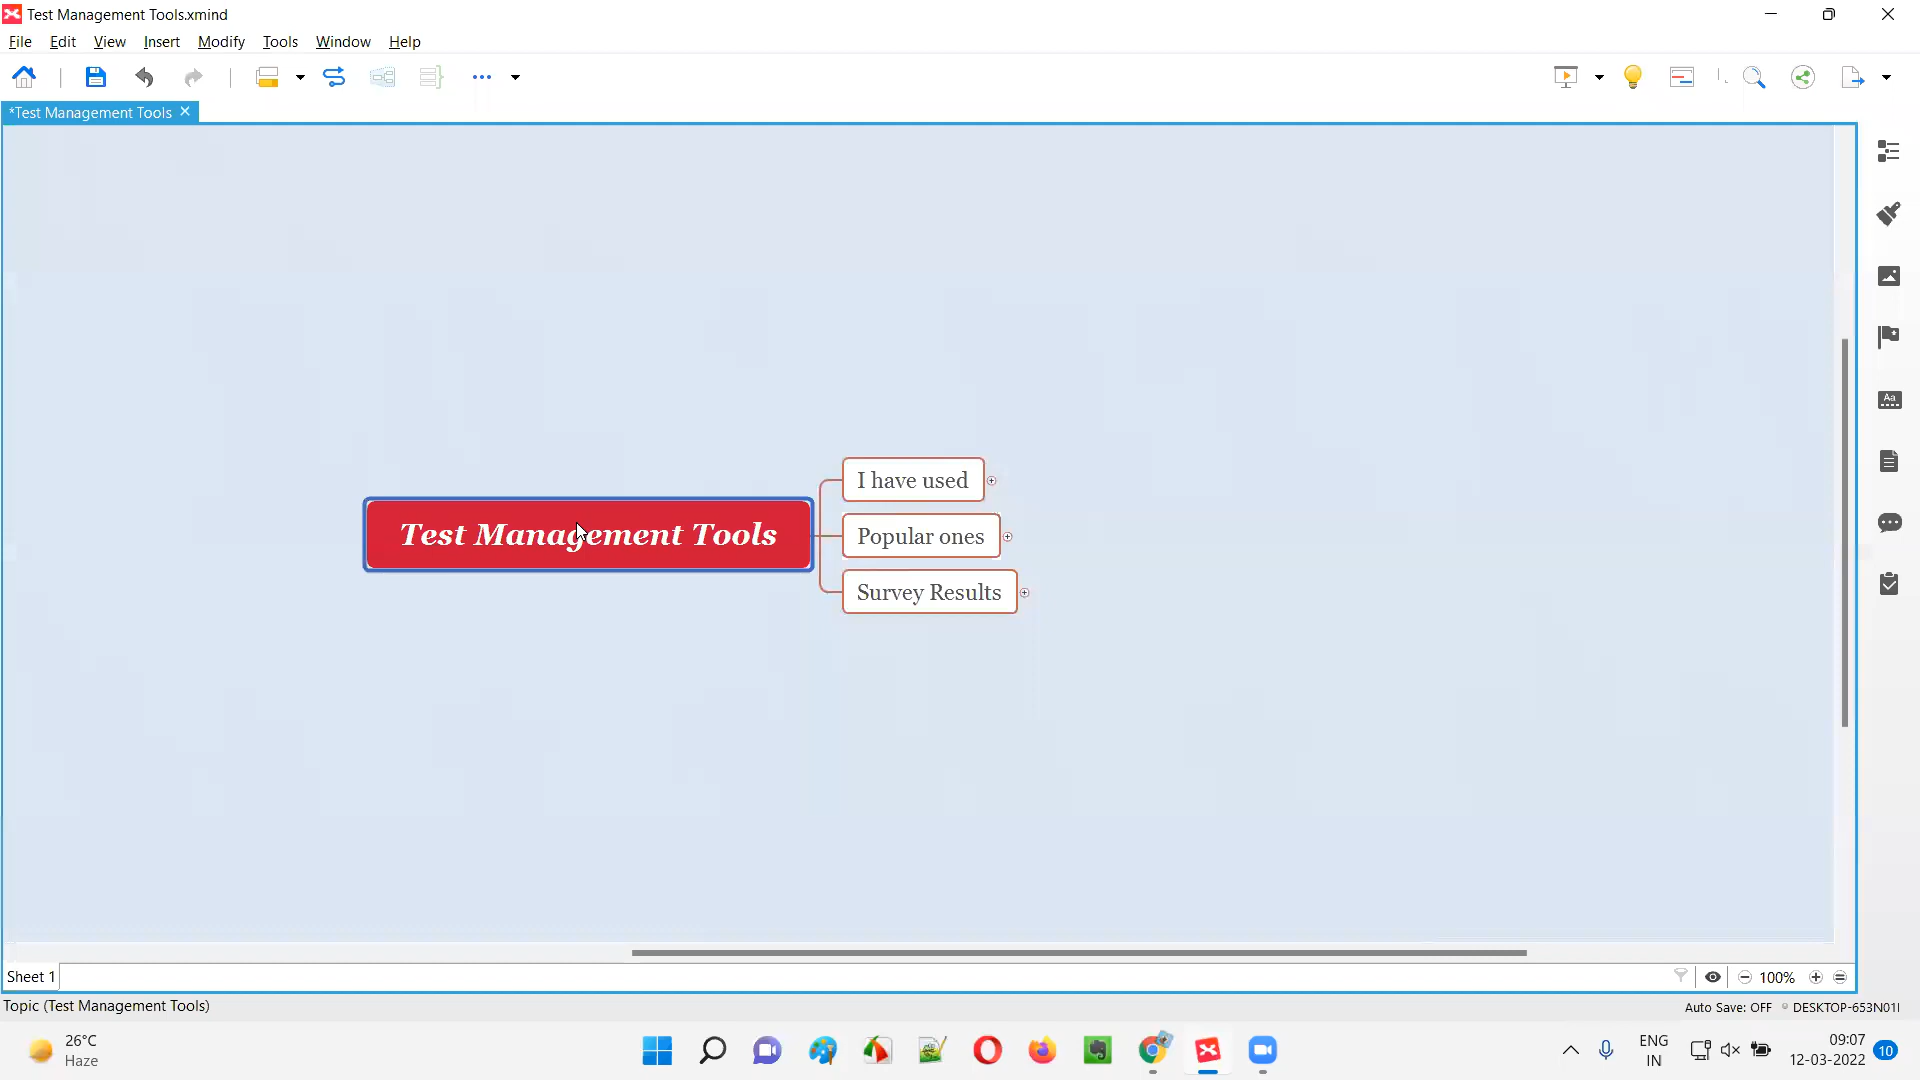 Test Management Tools.xmind
File Edit View Insert Modify Tools Window Help
*Test Management Tools
Test Management Tools
I have used
Popular ones
Survey Results
Sheet 1
100%
Topic (Test Management Tools)
Auto Save: OFF
DESKTOP-653N01I
26°C
Haze
ENG
IN
09:07
12-03-2022
10